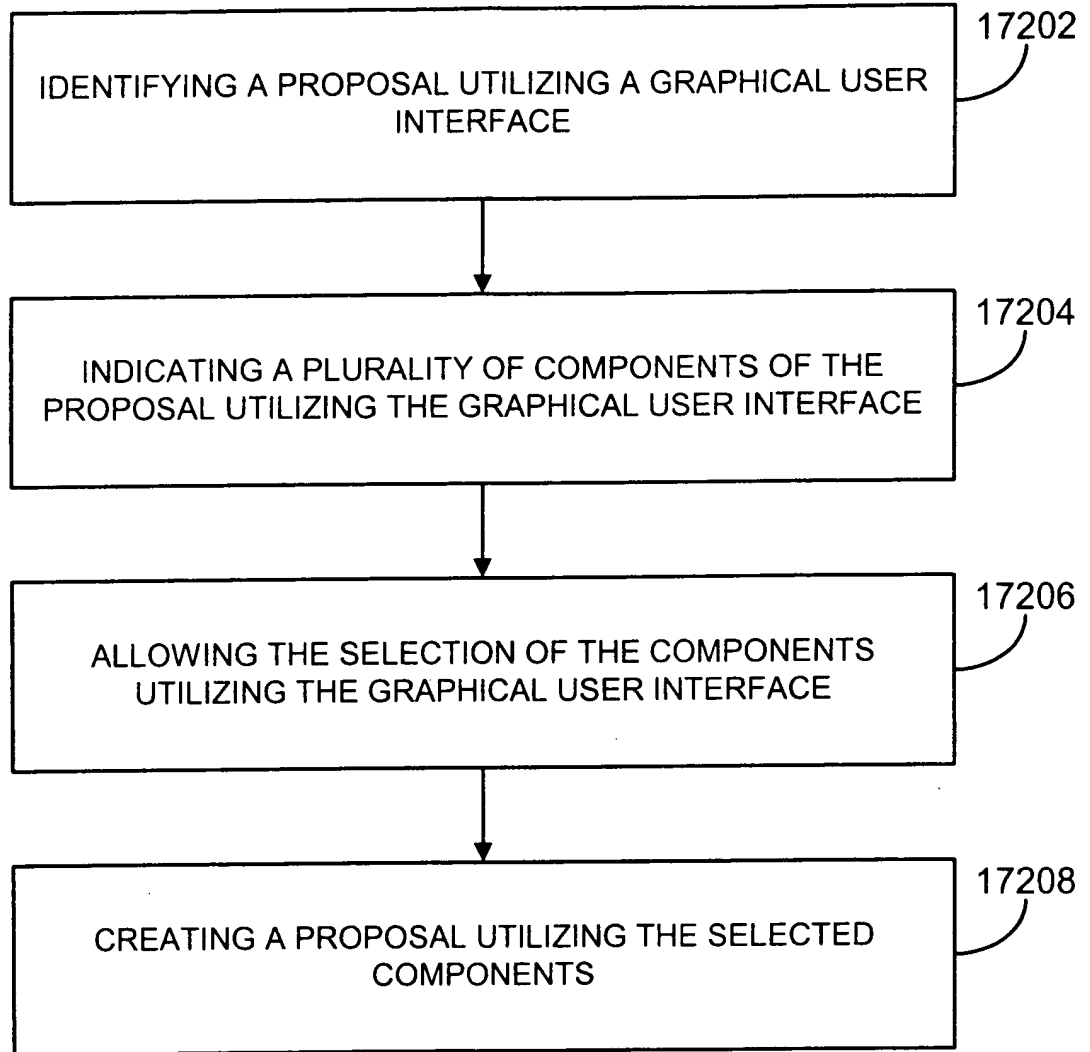 17202
IDENTIFYING A PROPOSAL UTILIZING A GRAPHICAL USER
INTERFACE
17204
INDICATING A PLURALITY OF COMPONENTS OF THE
PROPOSAL UTILIZING THE GRAPHICAL USER INTERFACE
17206
ALLOWING THE SELECTION OF THE COMPONENTS
UTILIZING THE GRAPHICAL USER INTERFACE
17208
CREATING A PROPOSAL UTILIZING THE SELECTED
COMPONENTS